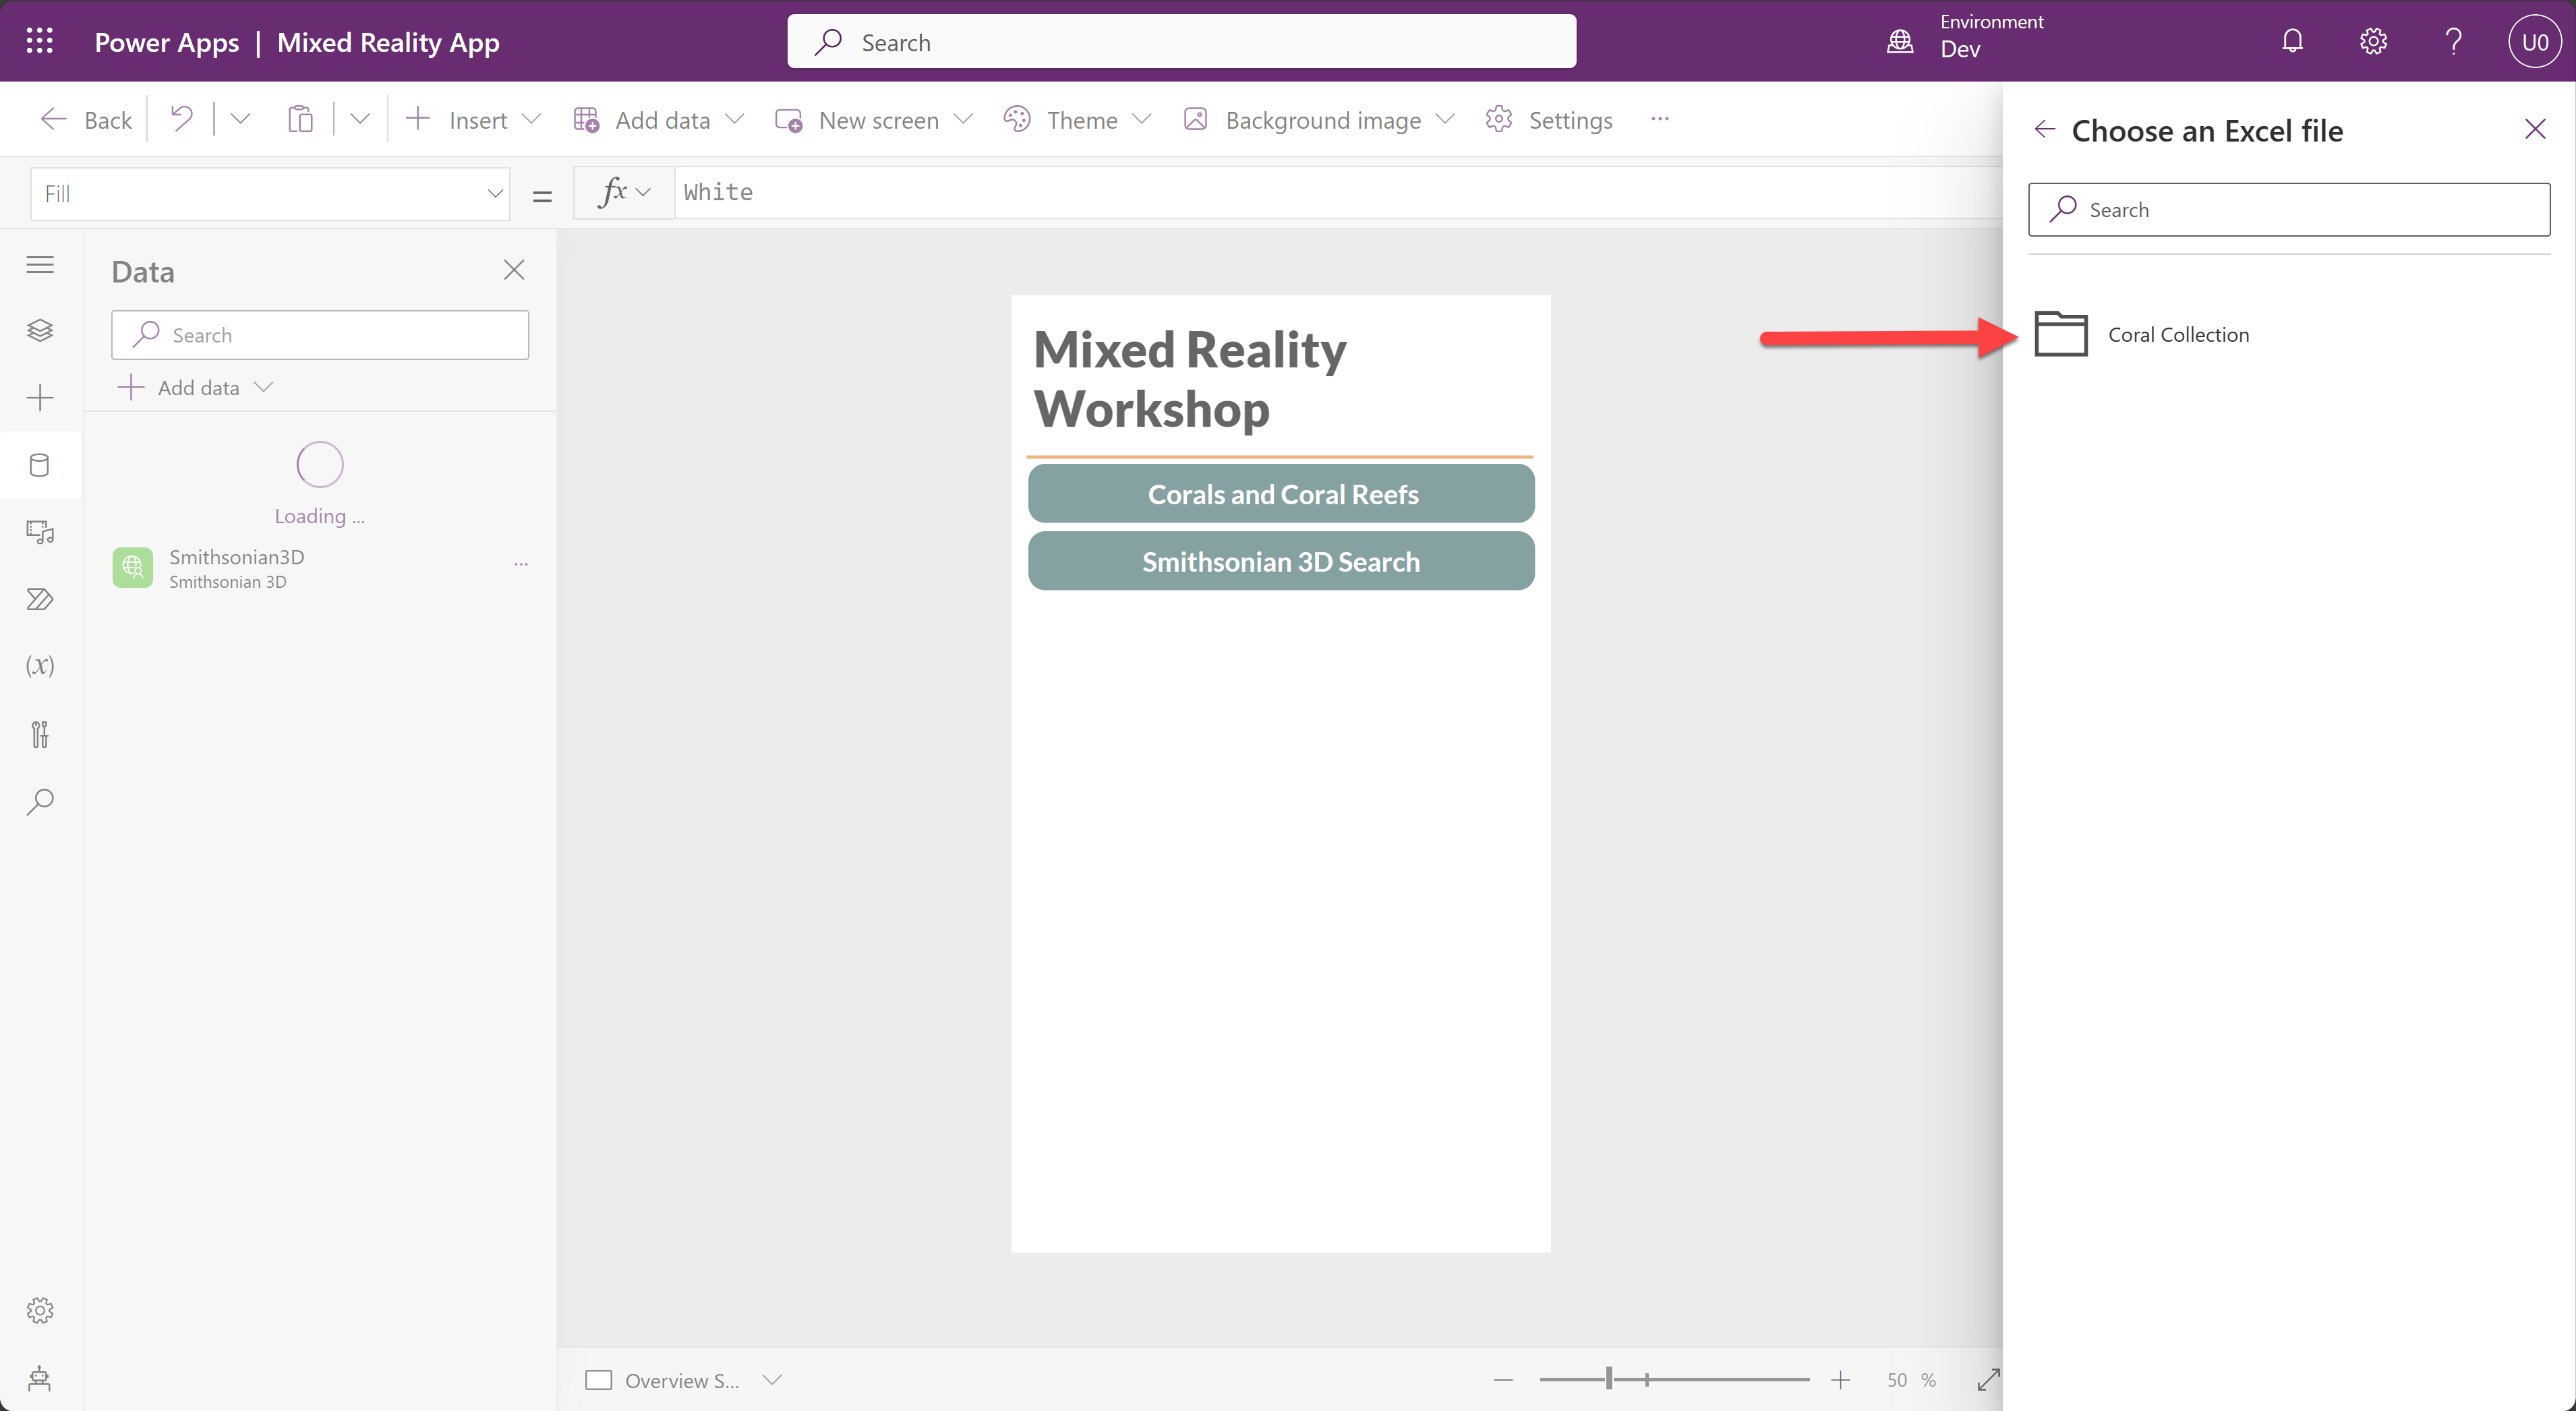 Power Apps | Mixed Reality App
Search
Environment
Dev
U0
Back
Insert
Add data
New screen
Theme
Background image
Settings
...
Fill
=
fx
White
Data
Search
Add data
Loading ...
Smithsonian3D
Smithsonian 3D
...
(x)
Mixed Reality
Workshop
Corals and Coral Reefs
Smithsonian 3D Search
Overview S...
50 %
Choose an Excel file
Search
Coral Collection